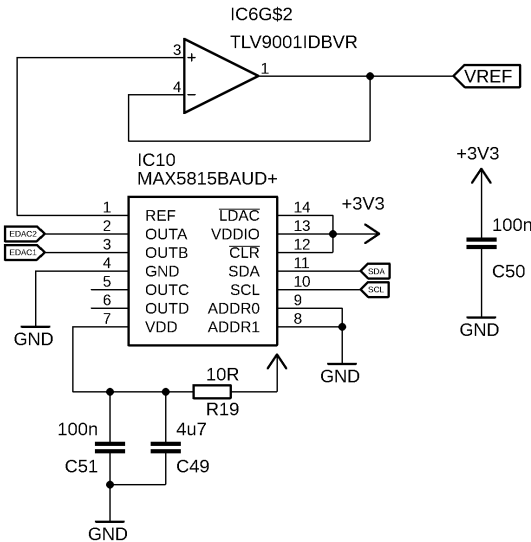 IC6G$2
TLV9001IDBVR
3
+
1
4
−
VREF
IC10
MAX5815BAUD+
+3V3
100n
C50
GND
1 REF LDAC 14 +3V3
EDAC2 2 OUTA VDDIO 13
EDAC1 3 OUTB CLR 12
4 GND SDA 11 SDA
5 OUTC SCL 10 SCL
6 OUTD ADDR0 9
7 VDD ADDR1 8
GND
GND
10R
R19
100n
C51
4u7
C49
GND